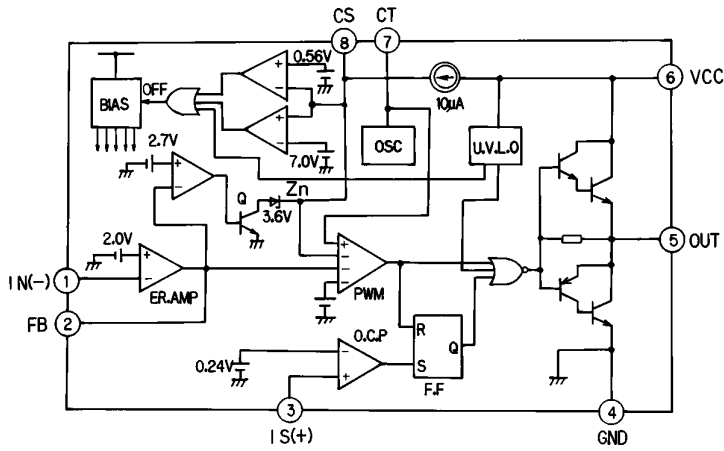 CS CT
8 7
0.56V
+
−
OFF
BIAS
10µA
6 VCC
+
−
7.0V
OSC
U.V.L.O
2.7V
+
−
Q
Zn
3.6V
2.0V
+
−
5 OUT
1
IN(-)
ER.AMP
+
−
−
PWM
FB 2
O.C.P
R
Q
S
F.F
0.24V
−
+
3
IS(+)
4
GND